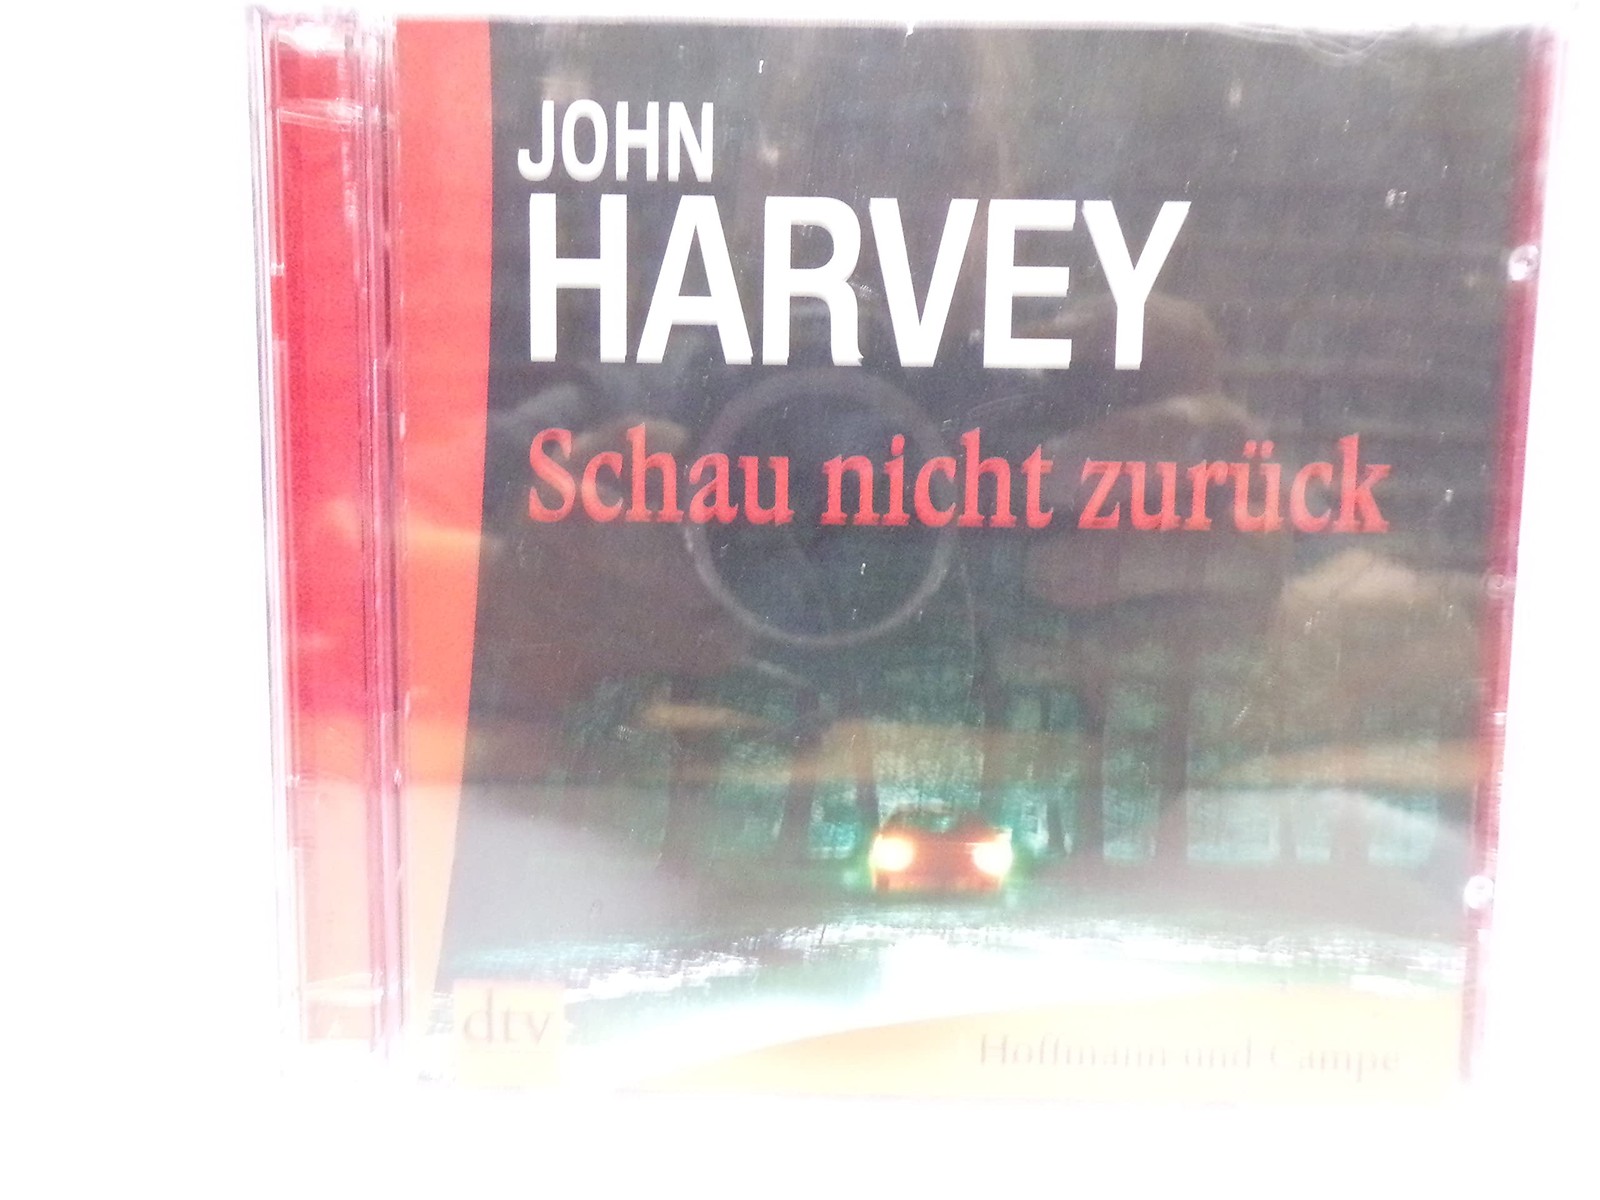 JOHN
HARVEY
Schau nicht zurück
dtv
Hoffmann und Campe